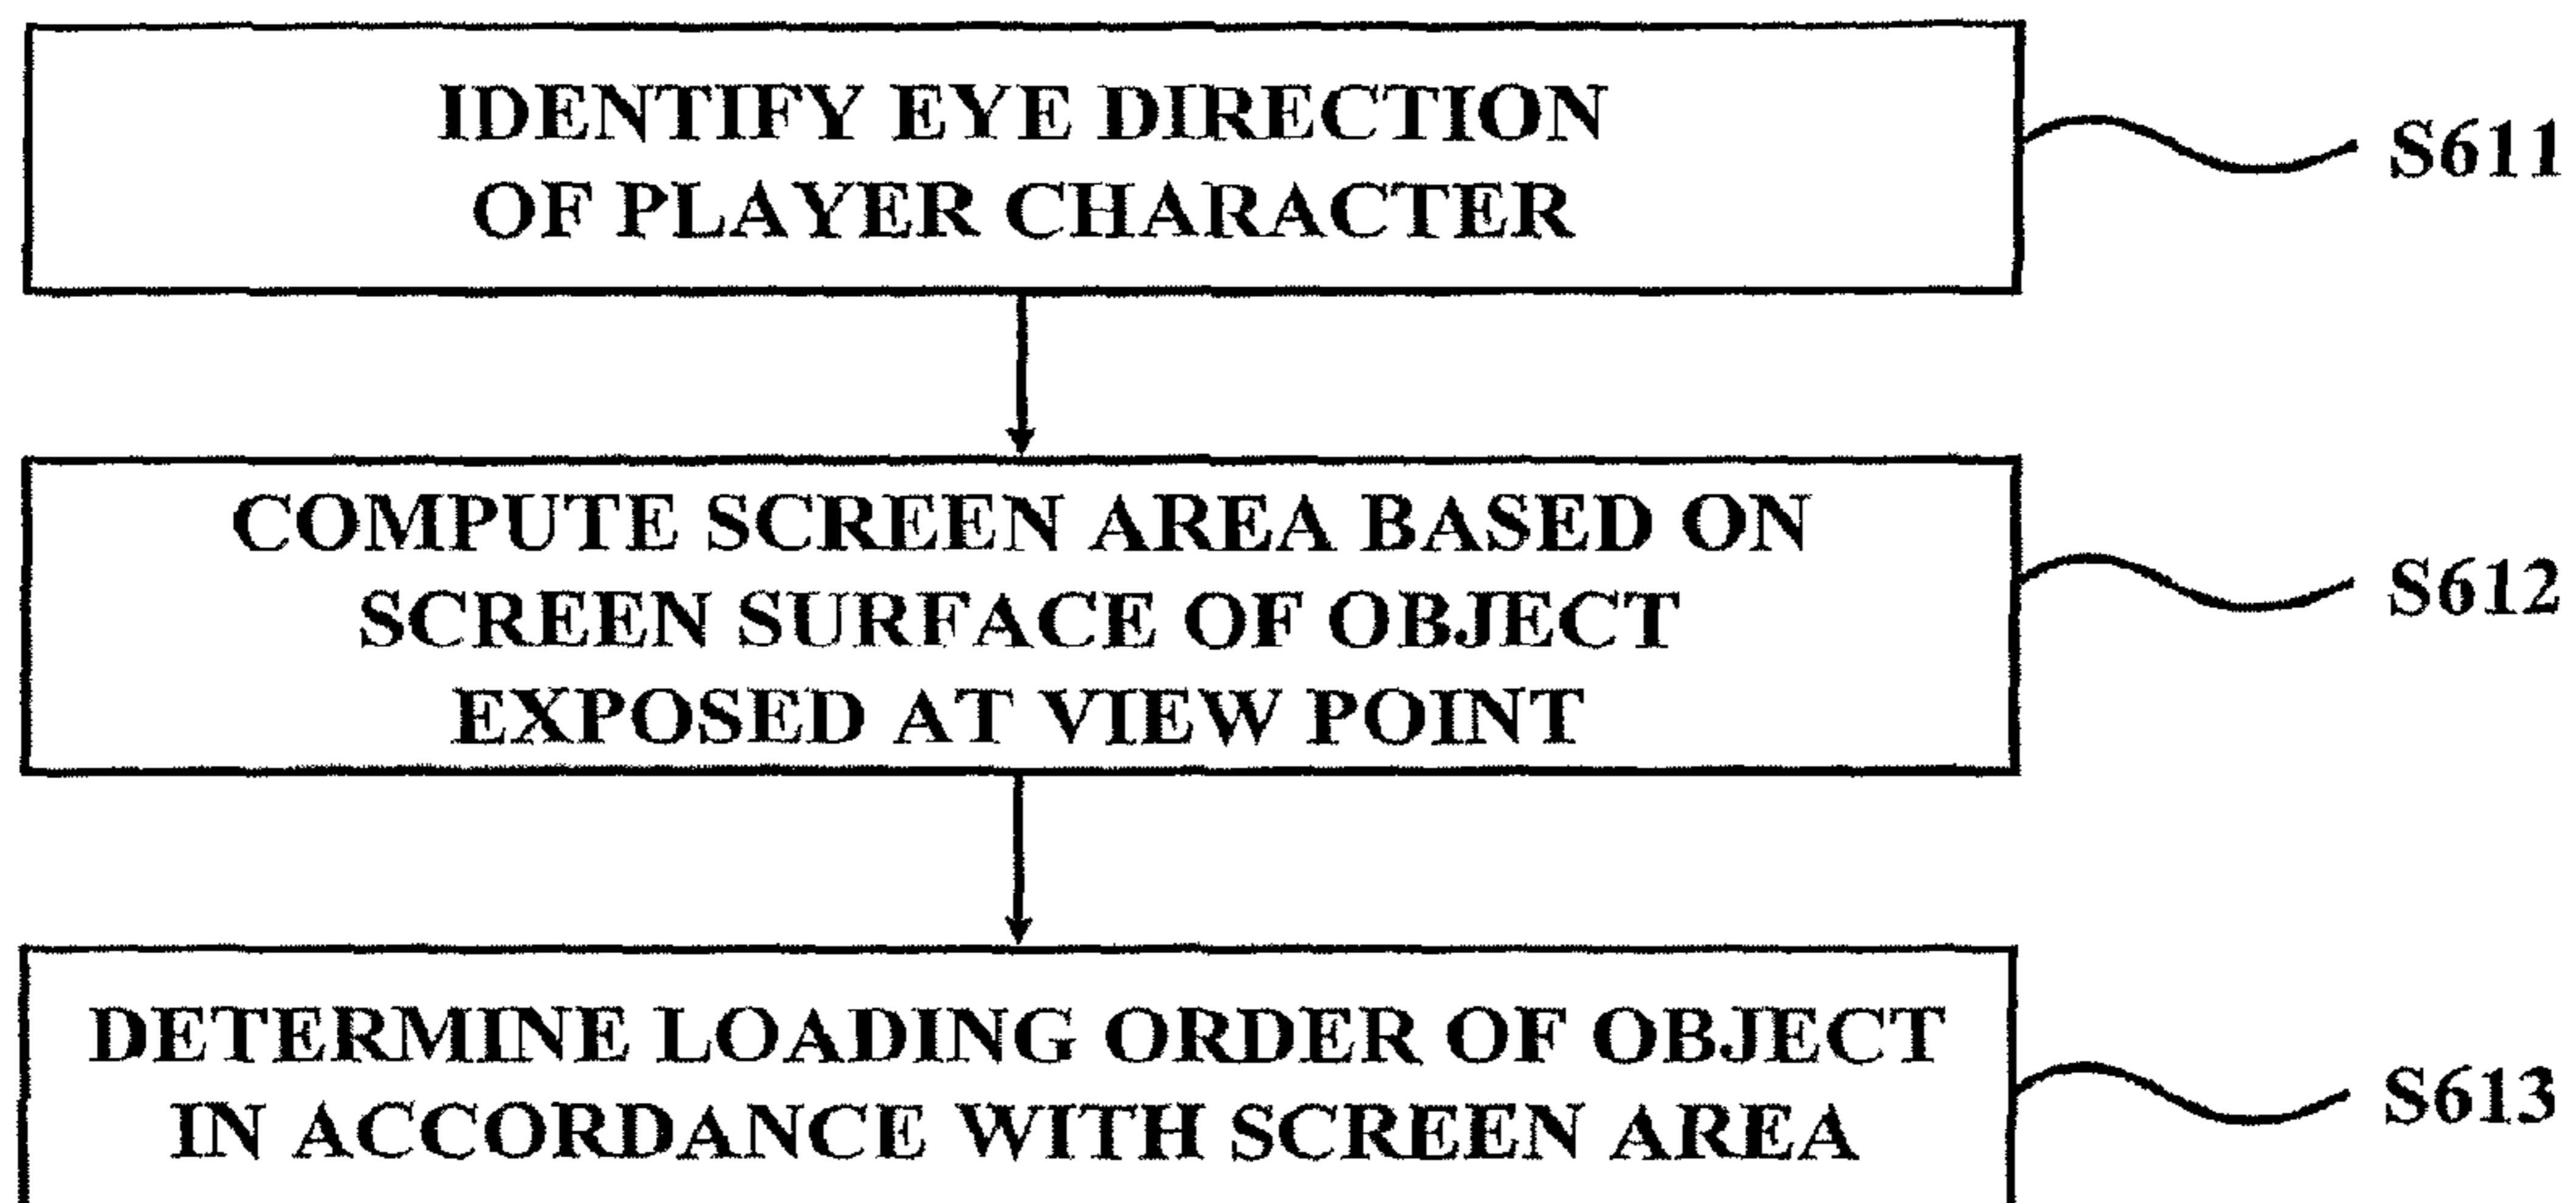 IDENTIFY EYE DIRECTION
OF PLAYER CHARACTER
S611
COMPUTE SCREEN AREA BASED ON
SCREEN SURFACE OF OBJECT
EXPOSED AT VIEW POINT
S612
DETERMINE LOADING ORDER OF OBJECT
IN ACCORDANCE WITH SCREEN AREA
S613